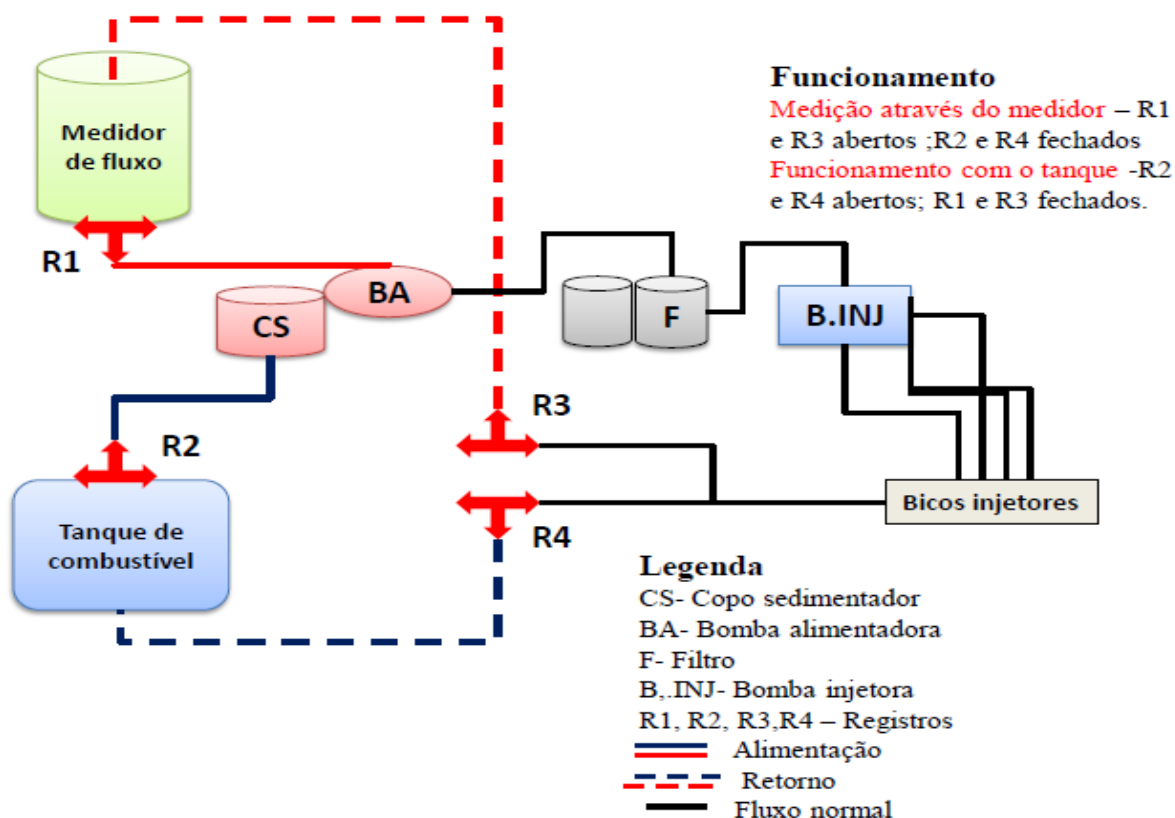 Medidor
de fluxo
R1
CS
BA
F
B.INJ
R2
Tanque de
combustível
R3
R4
Bicos injetores
Funcionamento
Medição através do medidor – R1
e R3 abertos ;R2 e R4 fechados
Funcionamento com o tanque -R2
e R4 abertos; R1 e R3 fechados.
Legenda
CS- Copo sedimentador
BA- Bomba alimentadora
F- Filtro
B,.INJ- Bomba injetora
R1, R2, R3,R4 – Registros
Alimentação
Retorno
Fluxo normal